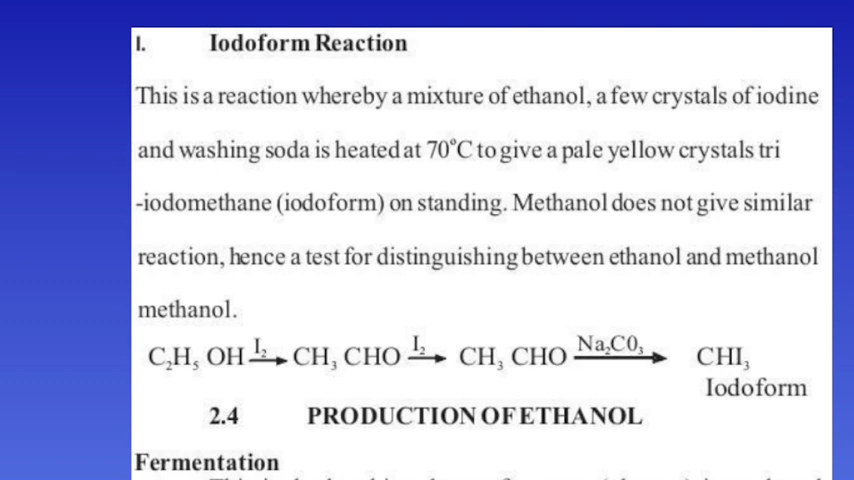 I. Iodoform Reaction
This is a reaction whereby a mixture of ethanol, a few crystals of iodine
and washing soda is heated at 70°C to give a pale yellow crystals tri
-iodomethane (iodoform) on standing. Methanol does not give similar
reaction, hence a test for distinguishing between ethanol and methanol
methanol.
C₂H₅ OH I₂→ CH₃ CHO I₂→ CH₃ CHO Na₂C0₃→ CHI₃
Iodoform
2.4 PRODUCTION OF ETHANOL
Fermentation